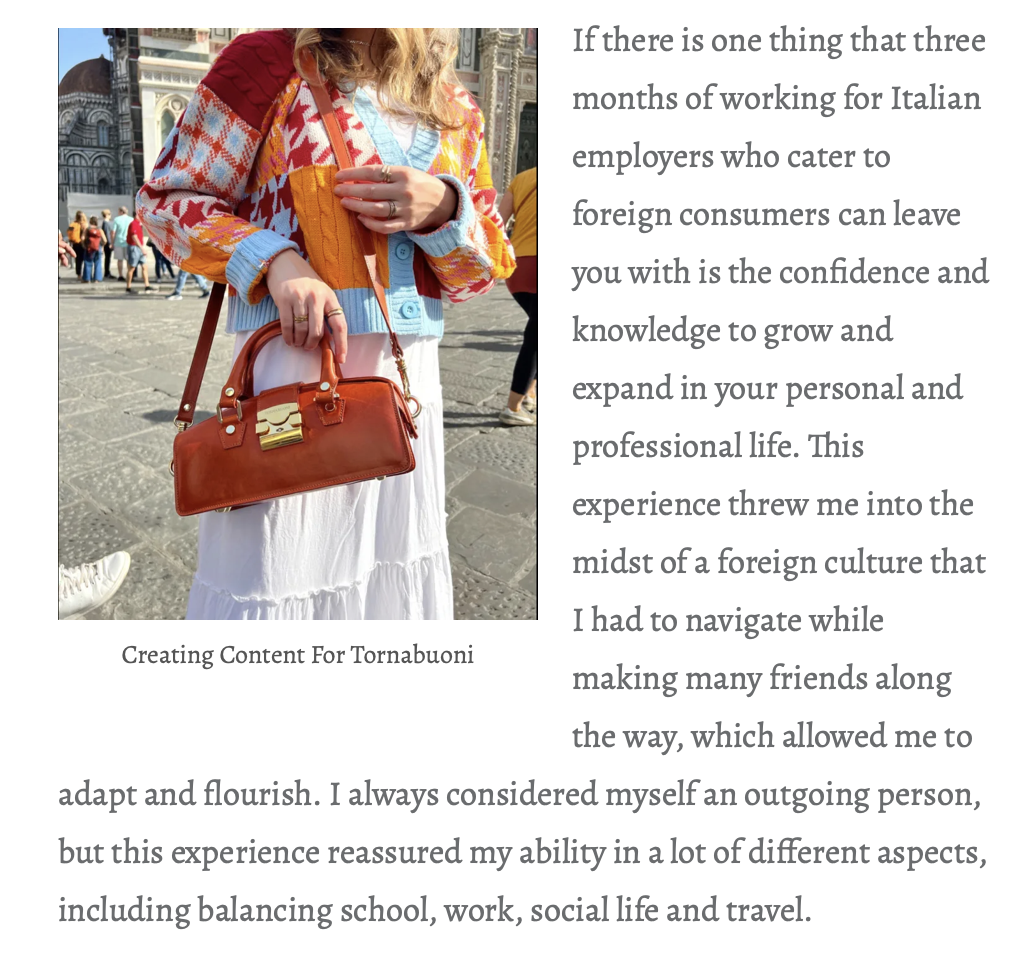 If there is one thing that three
months of working for Italian
employers who cater to
foreign consumers can leave
you with is the confidence and
knowledge to grow and
expand in your personal and
professional life. This
experience threw me into the
midst of a foreign culture that
I had to navigate while
making many friends along
the way, which allowed me to
Creating Content For Tornabuoni
adapt and flourish. I always considered myself an outgoing person,
but this experience reassured my ability in a lot of different aspects,
including balancing school, work, social life and travel.